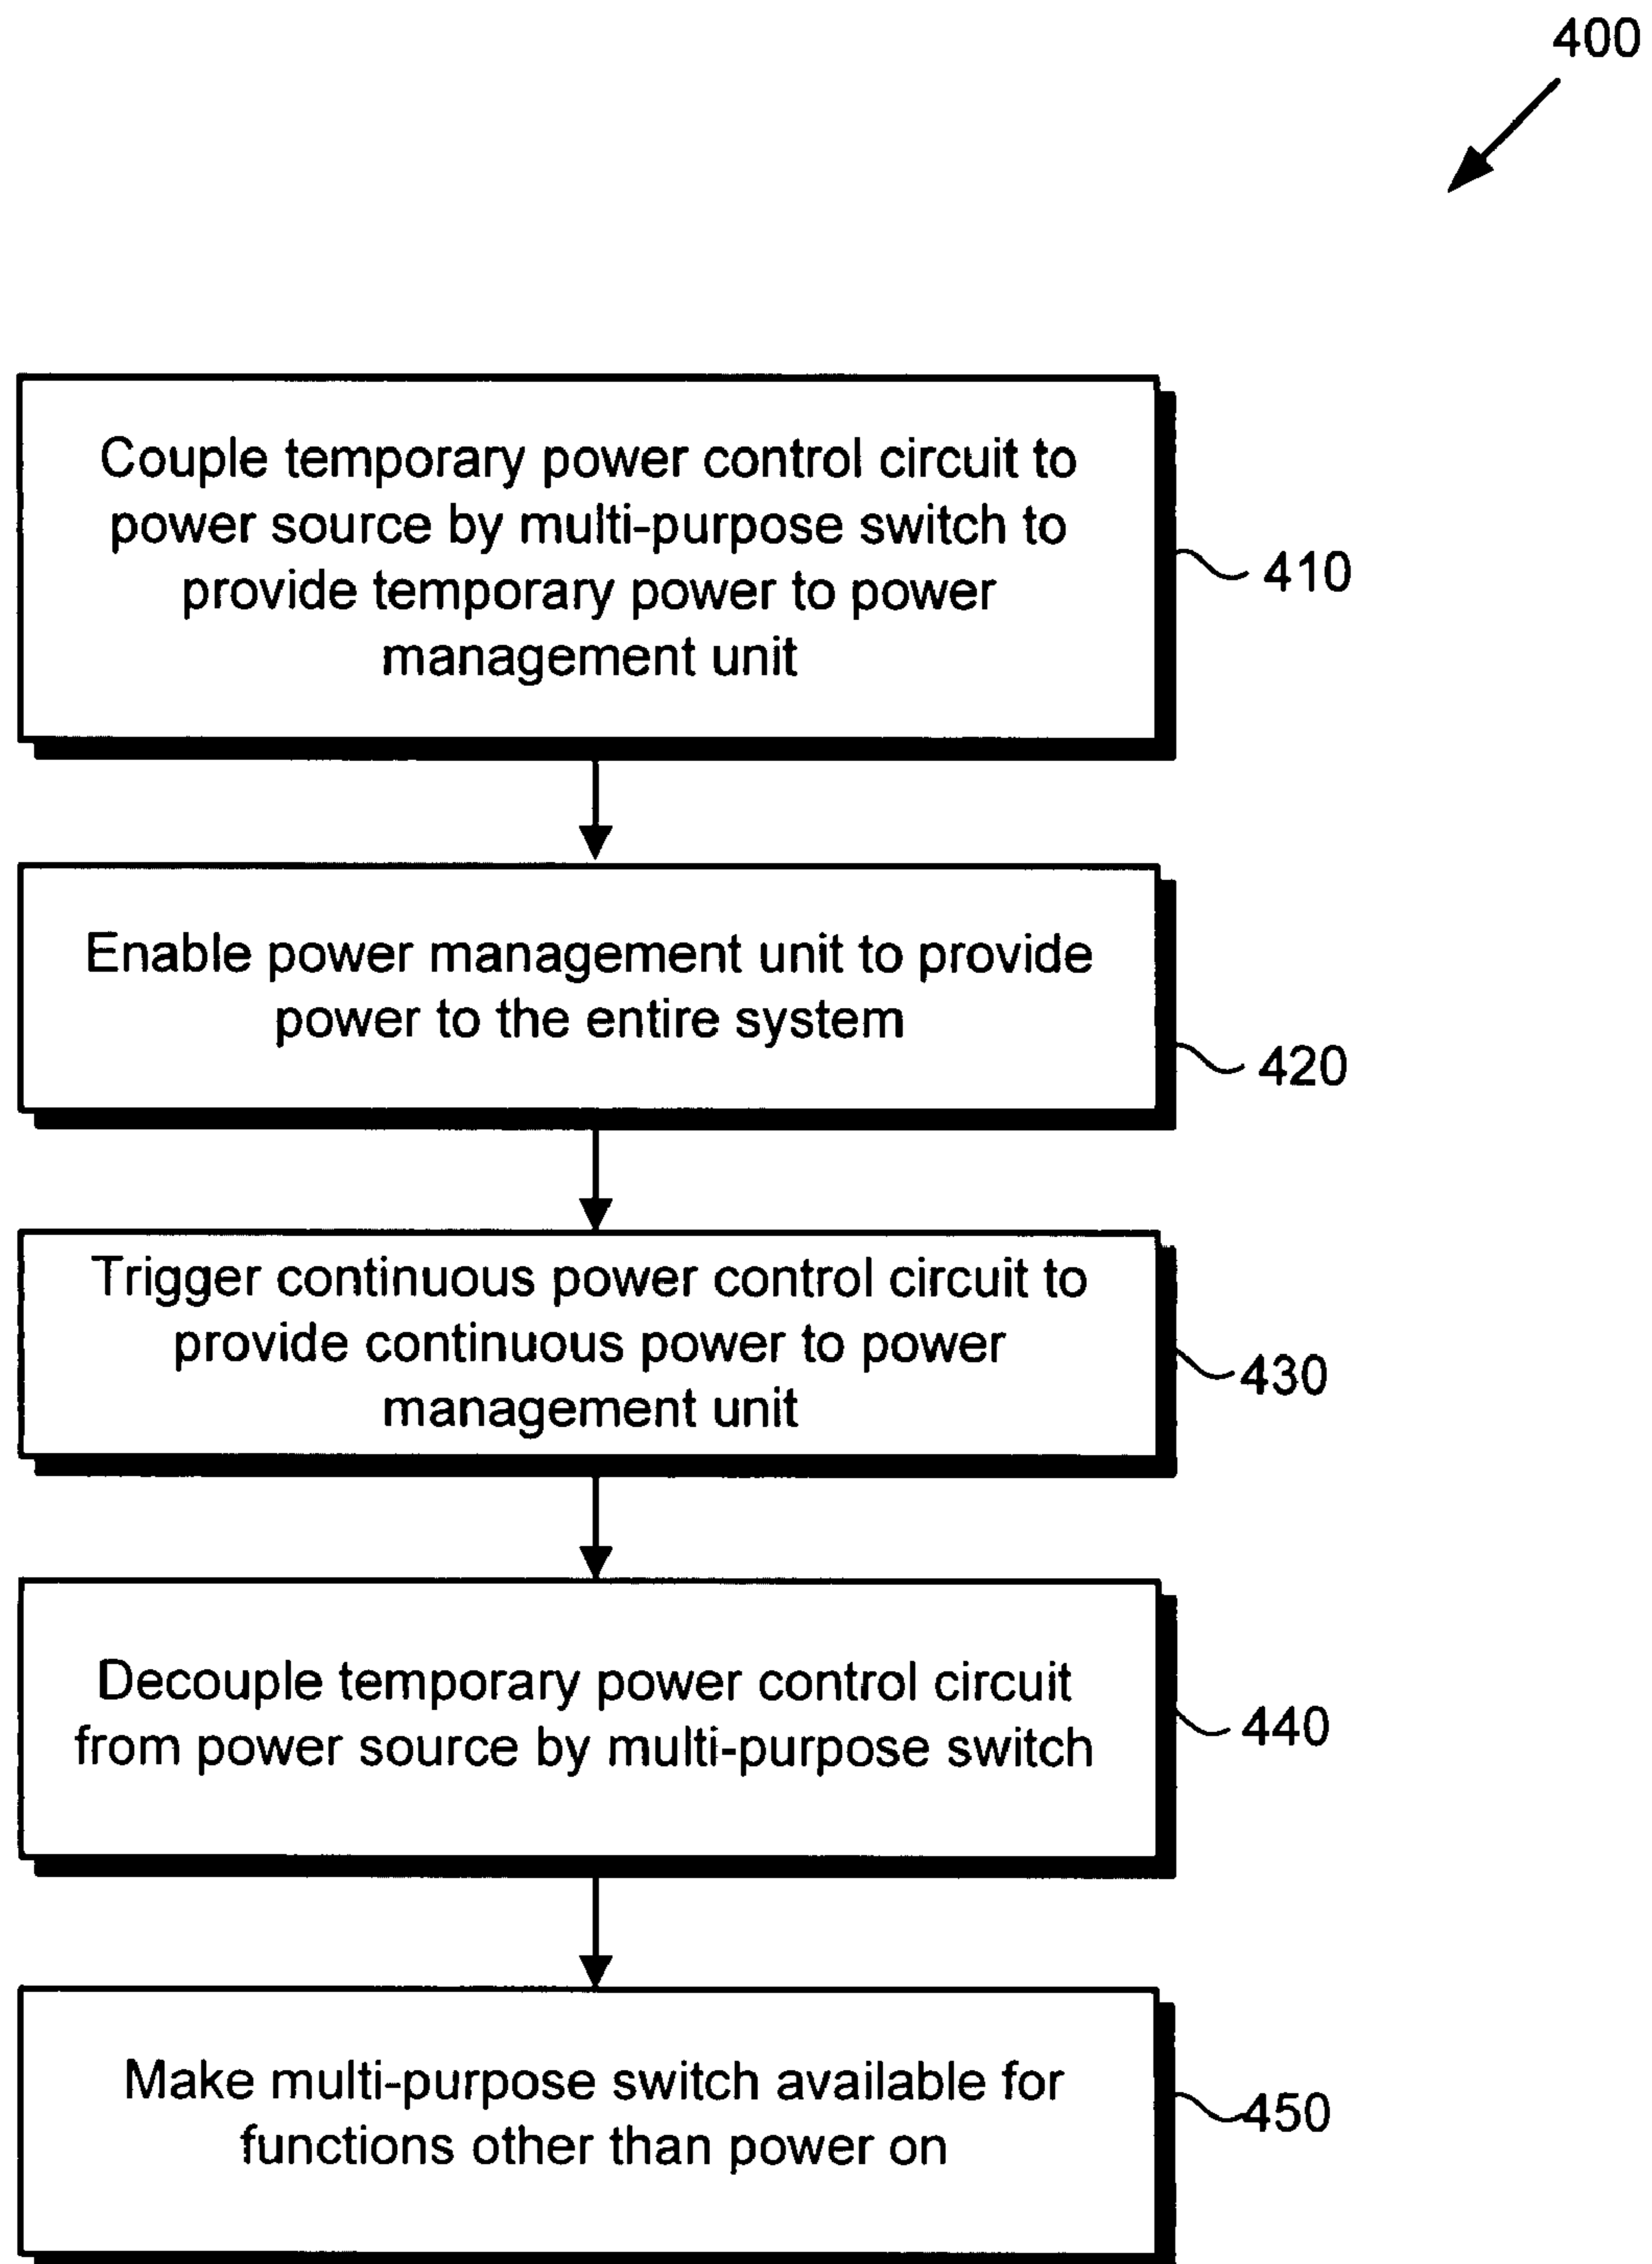 400
Couple temporary power control circuit to
power source by multi-purpose switch to
provide temporary power to power
management unit
410
Enable power management unit to provide
power to the entire system
420
Trigger continuous power control circuit to
provide continuous power to power
management unit
430
Decouple temporary power control circuit
from power source by multi-purpose switch
440
Make multi-purpose switch available for
functions other than power on
450